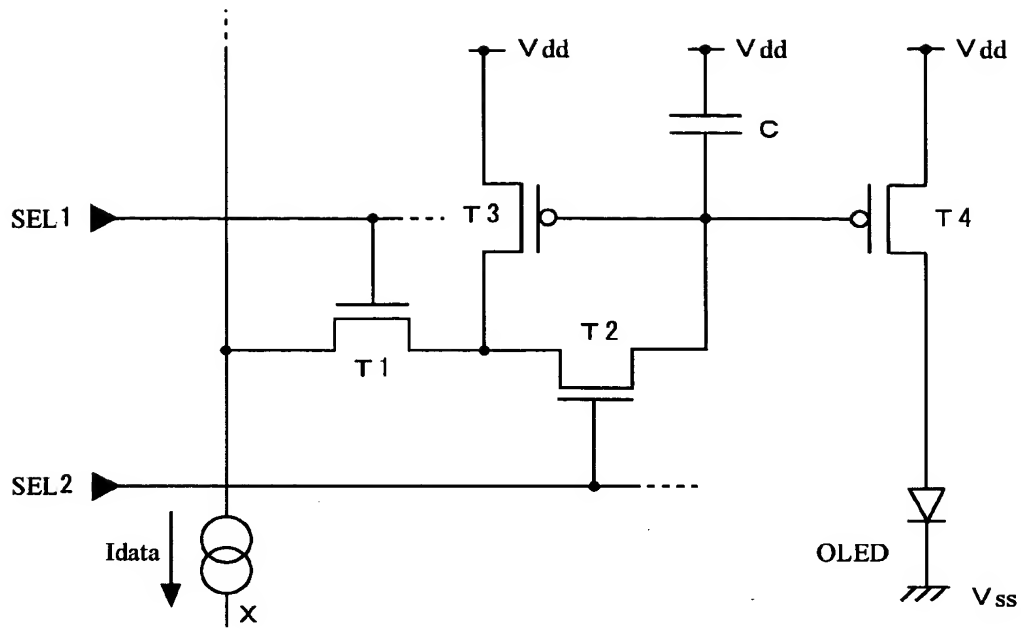 Vdd
Vdd
Vdd
C
SEL1
T3
T4
T2
T1
SEL2
Idata
OLED
X
Vss